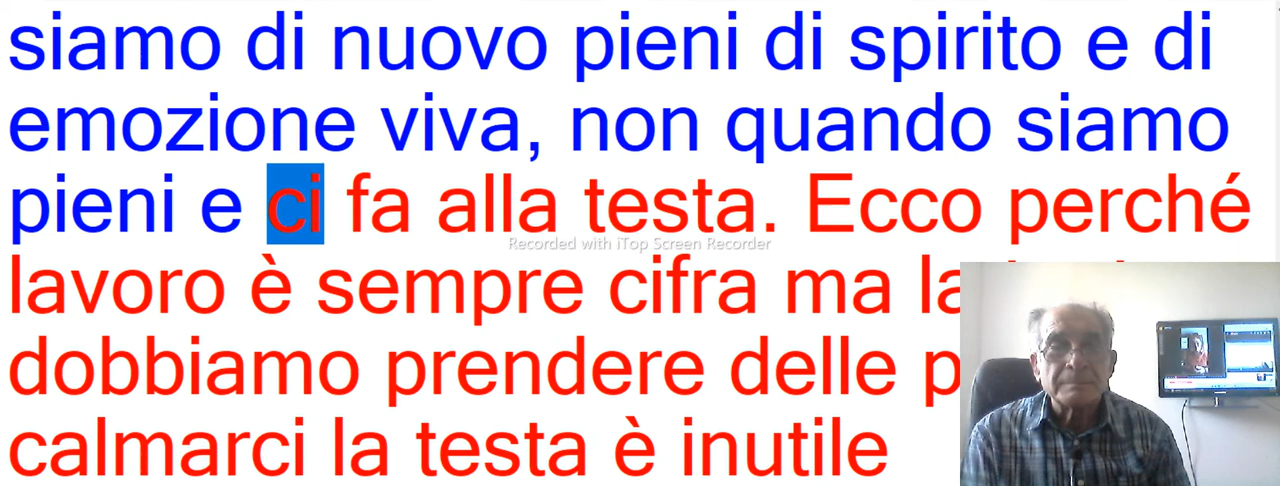 siamo di nuovo pieni di spirito e di
emozione viva, non quando siamo
pieni e ci fa alla testa. Ecco perché
Recorded with iTop Screen Recorder
lavoro è sempre cifra ma
dobbiamo prendere delle
calmarci la testa è inutile